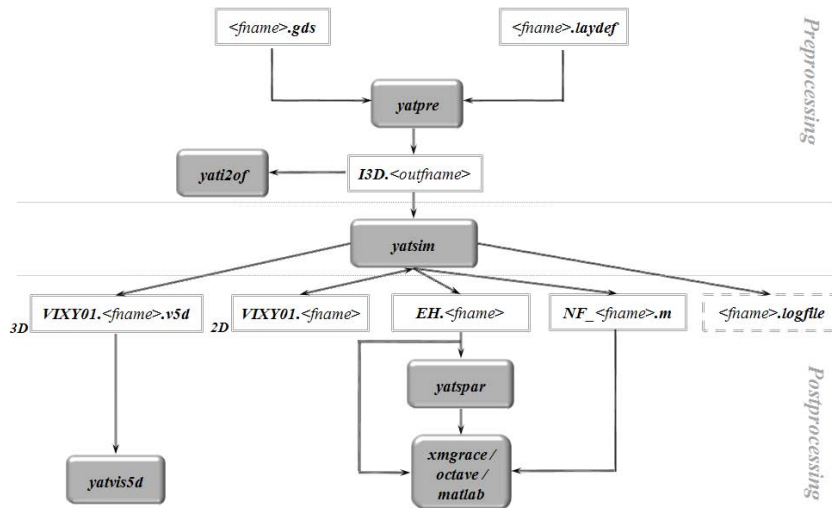 <fname>.gds
<fname>.laydef
Preprocessing
yatpre
yati2of
I3D.<outfname>
yatsim
3D
VIXY01.<fname>.v5d
2D
VIXY01.<fname>
EH.<fname>
NF_<fname>.m
<fname>.logfile
Postprocessing
yatspar
yatvis5d
xmgrace /
octave /
matlab